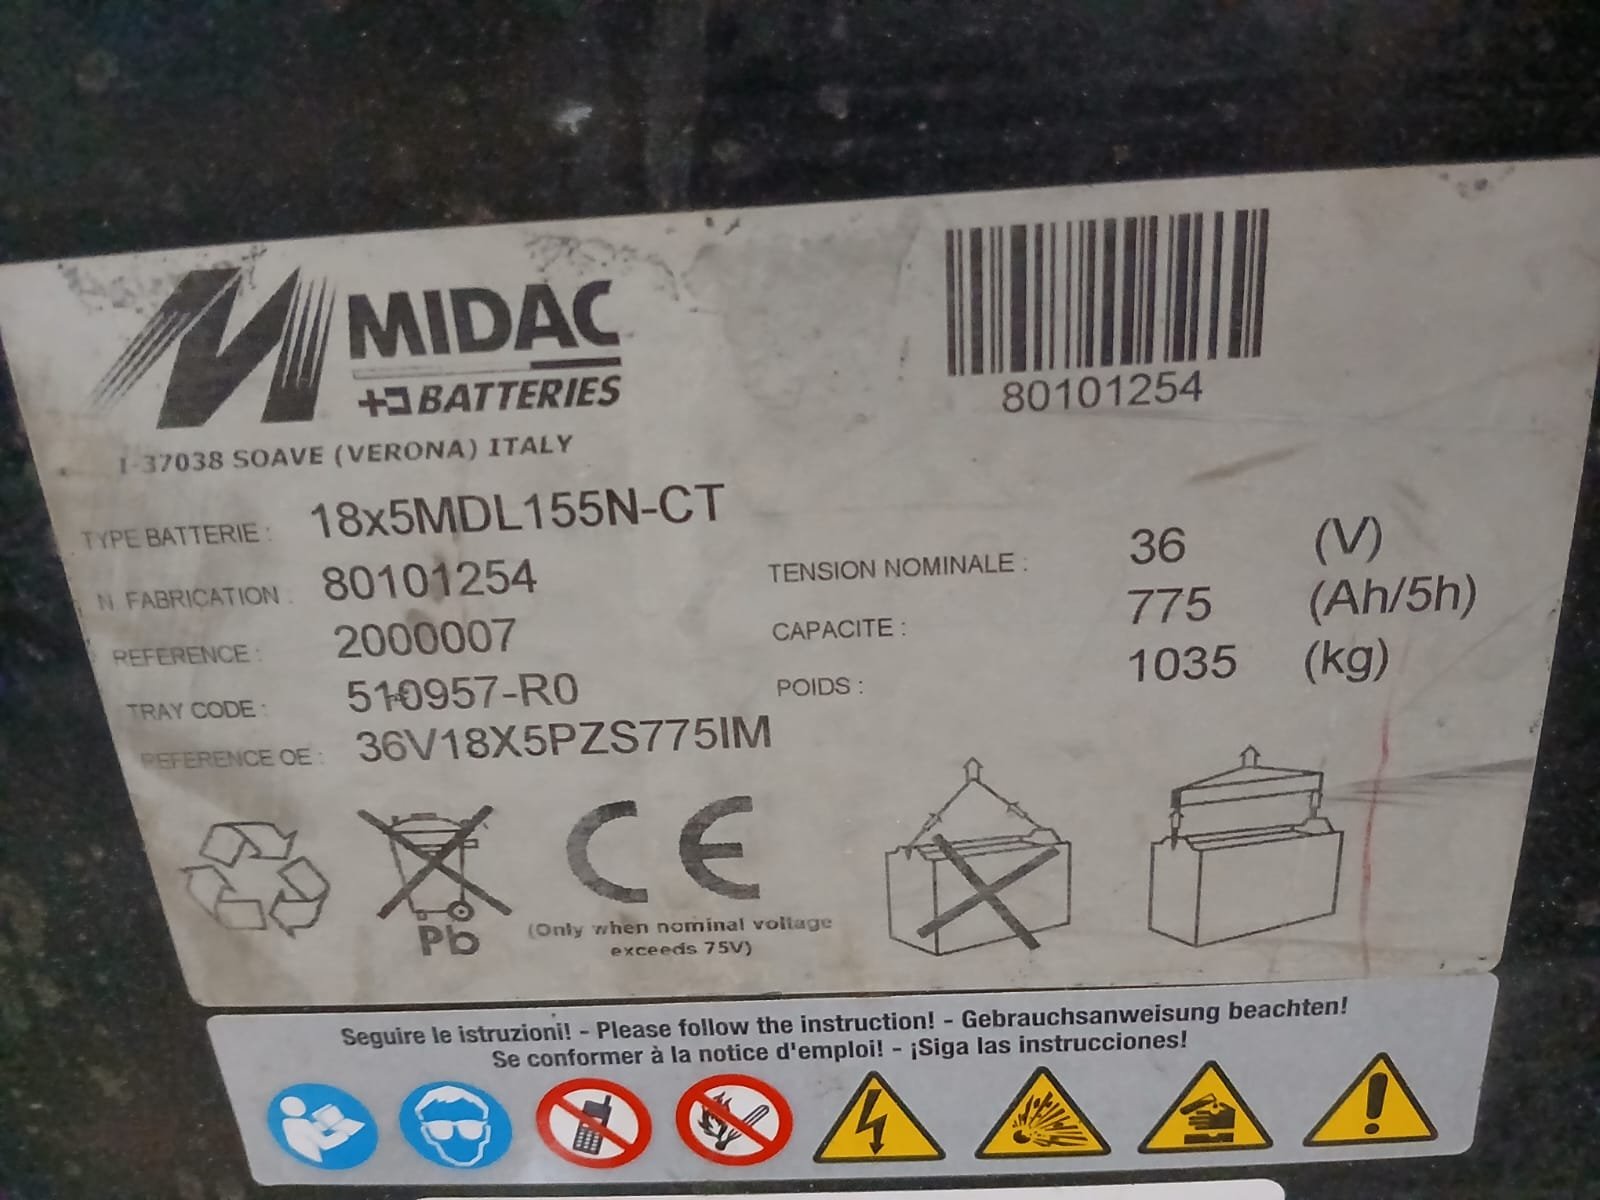 MIDAC
BATTERIES
I-37038 SOAVE (VERONA) ITALY
80101254
TYPE BATTERIE : 18x5MDL155N-CT
N. FABRICATION : 80101254
REFERENCE : 2000007
TRAY CODE : 510957-R0
REFERENCE OE : 36V18X5PZS775IM
TENSION NOMINALE : 36 (V)
CAPACITE : 775 (Ah/5h)
POIDS : 1035 (kg)
Pb
CE
(Only when nominal voltage
exceeds 75V)
Seguire le istruzioni! - Please follow the instruction! - Gebrauchsanweisung beachten!
Se conformer à la notice d'emploi! - ¡Siga las instrucciones!